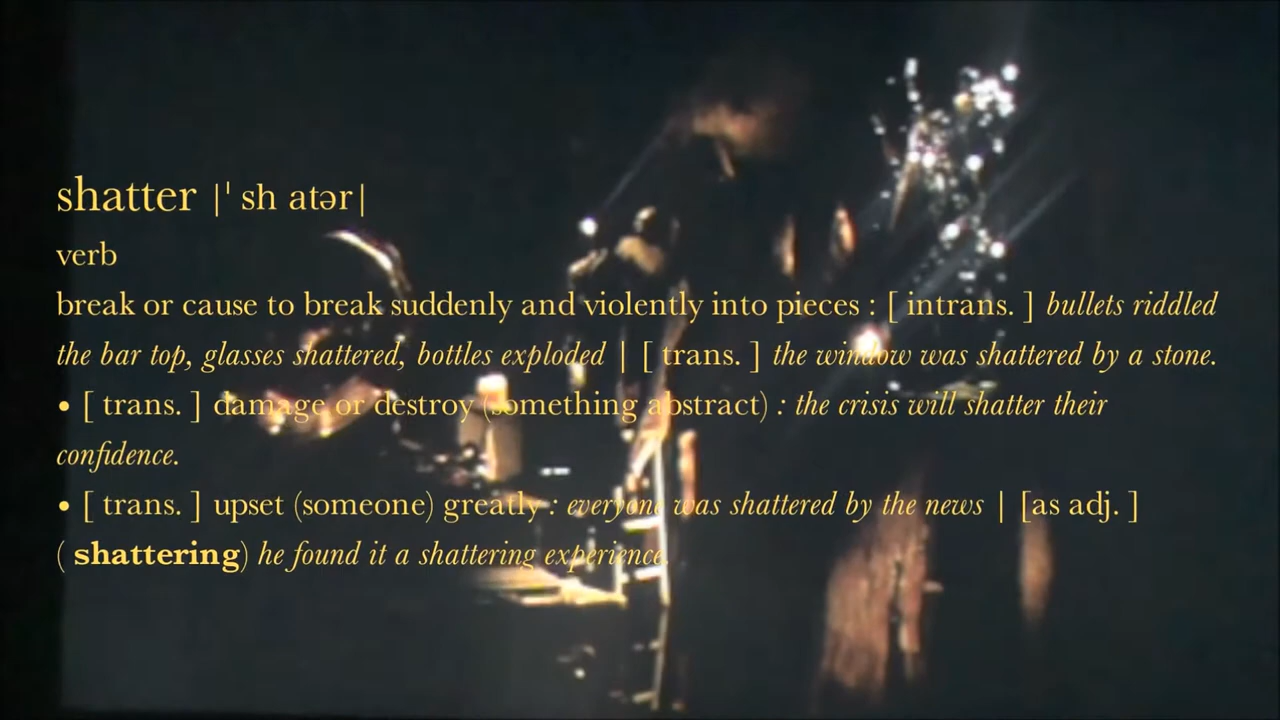 shatter |ˈ sh atər|
verb
break or cause to break suddenly and violently into pieces : [ intrans. ] bullets riddled
the bar top, glasses shattered, bottles exploded | [ trans. ] the window was shattered by a stone.
• [ trans. ] damage or destroy (something abstract) : the crisis will shatter their
confidence.
• [ trans. ] upset (someone) greatly : everyone was shattered by the news | [as adj. ]
( shattering) he found it a shattering experience.